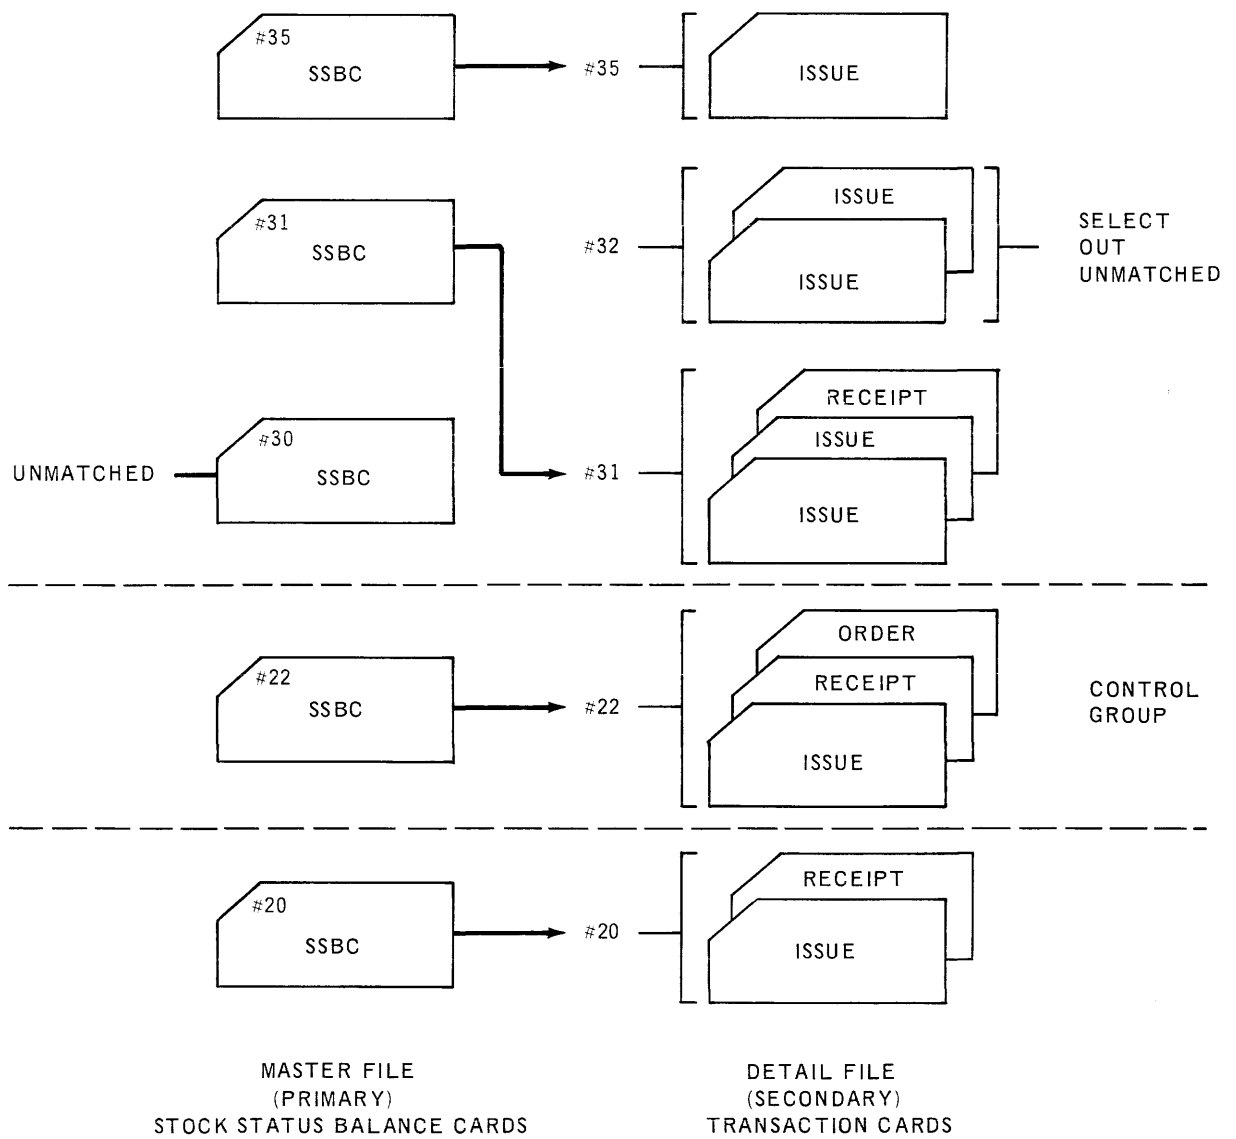 #35
SSBC
#35
ISSUE
#31
SSBC
#32
ISSUE
ISSUE
SELECT
OUT
UNMATCHED
UNMATCHED
#30
SSBC
#31
RECEIPT
ISSUE
ISSUE
#22
SSBC
#22
ORDER
RECEIPT
ISSUE
CONTROL
GROUP
#20
SSBC
#20
RECEIPT
ISSUE
MASTER FILE
(PRIMARY)
STOCK STATUS BALANCE CARDS
DETAIL FILE
(SECONDARY)
TRANSACTION CARDS